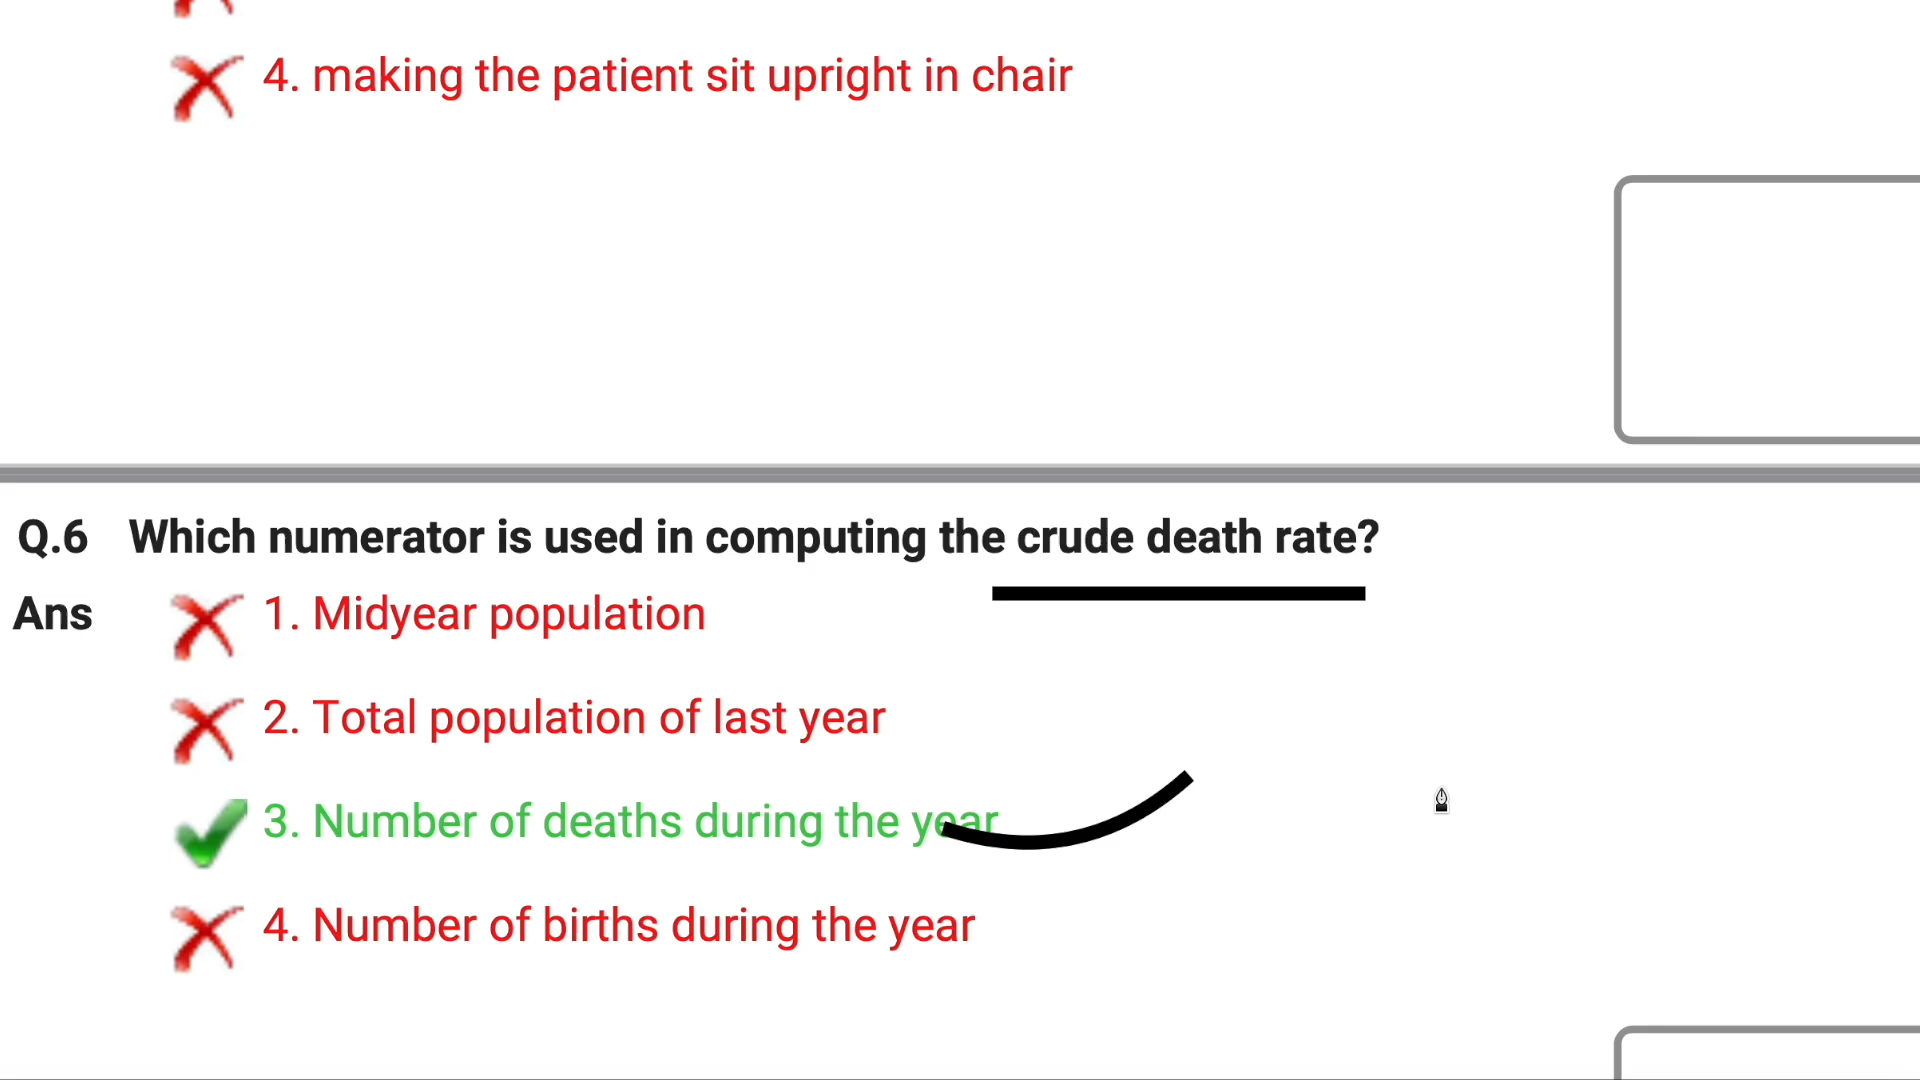 4. making the patient sit upright in chair
Q.6 Which numerator is used in computing the crude death rate?
Ans 1. Midyear population
2. Total population of last year
3. Number of deaths during the year
4. Number of births during the year